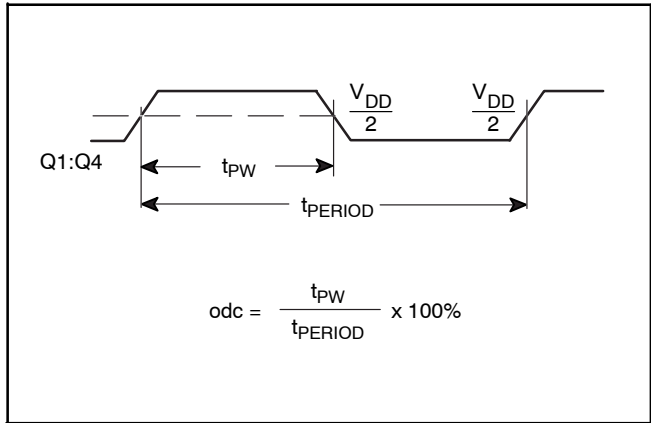 V_DD
2
V_DD
2
Q1:Q4
t_PW
t_PERIOD
odc = t_PW / t_PERIOD x 100%